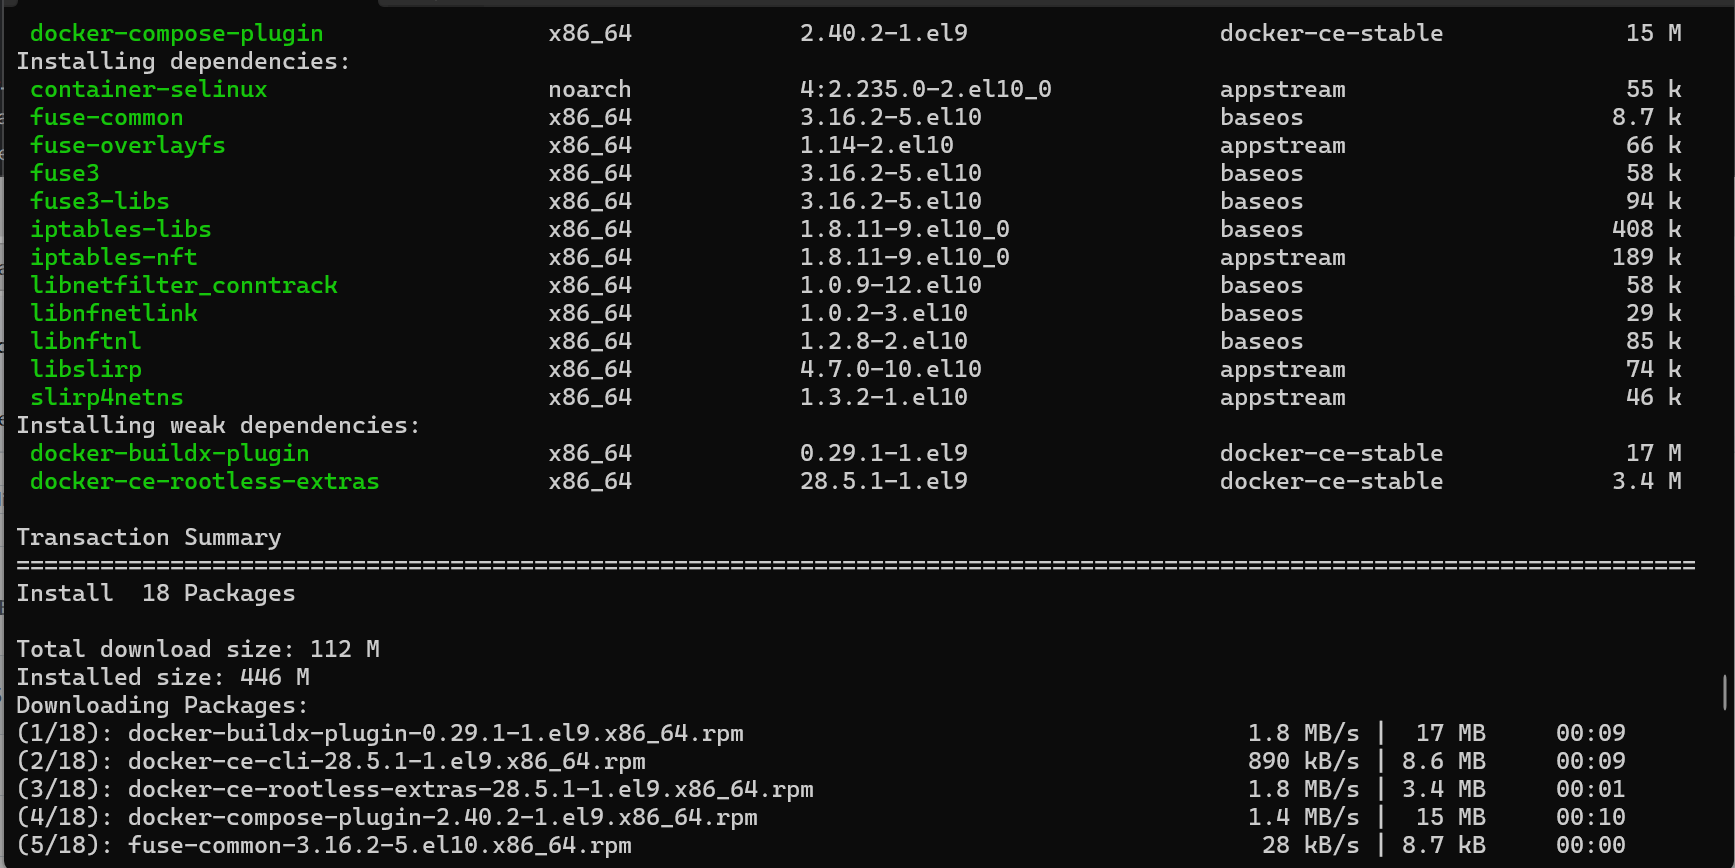 docker-compose-plugin x86_64 2.40.2-1.el9 docker-ce-stable 15 M
Installing dependencies:
container-selinux noarch 4:2.235.0-2.el10_0 appstream 55 k
fuse-common x86_64 3.16.2-5.el10 baseos 8.7 k
fuse-overlayfs x86_64 1.14-2.el10 appstream 66 k
fuse3 x86_64 3.16.2-5.el10 baseos 58 k
fuse3-libs x86_64 3.16.2-5.el10 baseos 94 k
iptables-libs x86_64 1.8.11-9.el10_0 baseos 408 k
iptables-nft x86_64 1.8.11-9.el10_0 appstream 189 k
libnetfilter_conntrack x86_64 1.0.9-12.el10 baseos 58 k
libnfnetlink x86_64 1.0.2-3.el10 baseos 29 k
libnftnl x86_64 1.2.8-2.el10 baseos 85 k
libslirp x86_64 4.7.0-10.el10 appstream 74 k
slirp4netns x86_64 1.3.2-1.el10 appstream 46 k
Installing weak dependencies:
docker-buildx-plugin x86_64 0.29.1-1.el9 docker-ce-stable 17 M
docker-ce-rootless-extras x86_64 28.5.1-1.el9 docker-ce-stable 3.4 M
Transaction Summary
========================================================================================================================
Install 18 Packages
Total download size: 112 M
Installed size: 446 M
Downloading Packages:
(1/18): docker-buildx-plugin-0.29.1-1.el9.x86_64.rpm 1.8 MB/s | 17 MB 00:09
(2/18): docker-ce-cli-28.5.1-1.el9.x86_64.rpm 890 kB/s | 8.6 MB 00:09
(3/18): docker-ce-rootless-extras-28.5.1-1.el9.x86_64.rpm 1.8 MB/s | 3.4 MB 00:01
(4/18): docker-compose-plugin-2.40.2-1.el9.x86_64.rpm 1.4 MB/s | 15 MB 00:10
(5/18): fuse-common-3.16.2-5.el10.x86_64.rpm 28 kB/s | 8.7 kB 00:00